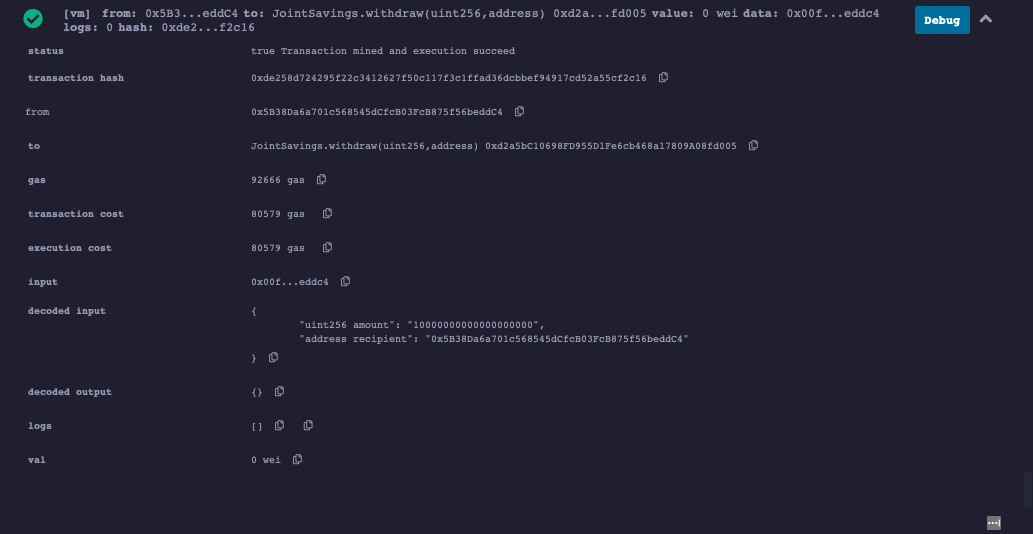 [vm] from: 0x5B3...eddC4 to: JointSavings.withdraw(uint256,address) 0xd2a...fd005 value: 0 wei data: 0x00f...eddc4
logs: 0 hash: 0xde2...f2c16
Debug
status true Transaction mined and execution succeed
transaction hash 0xde258d724295f22c3412627f50c117f3c1ffad36dcbbef94917cd52a55cf2c16
from 0x5B38Da6a701c568545dCfcB03FcB875f56beddC4
to JointSavings.withdraw(uint256,address) 0xd2a5bC10698FD955D1Fe6cb468a17809A08fd005
gas 92666 gas
transaction cost 80579 gas
execution cost 80579 gas
input 0x00f...eddc4
decoded input {
"uint256 amount": "10000000000000000000",
"address recipient": "0x5B38Da6a701c568545dCfcB03FcB875f56beddC4"
}
decoded output {}
logs []
val 0 wei